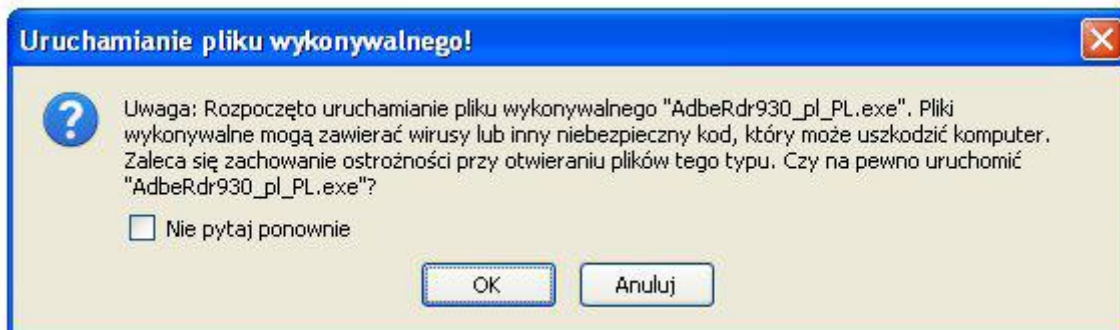 Uruchamianie pliku wykonywalnego!
Uwaga: Rozpoczęto uruchamianie pliku wykonywalnego "AdbeRdr930_pl_PL.exe". Pliki
wykonywalne mogą zawierać wirusy lub inny niebezpieczny kod, który może uszkodzić komputer.
Zaleca się zachowanie ostrożności przy otwieraniu plików tego typu. Czy na pewno uruchomić
"AdbeRdr930_pl_PL.exe"?
Nie pytaj ponownie
OK
Anuluj